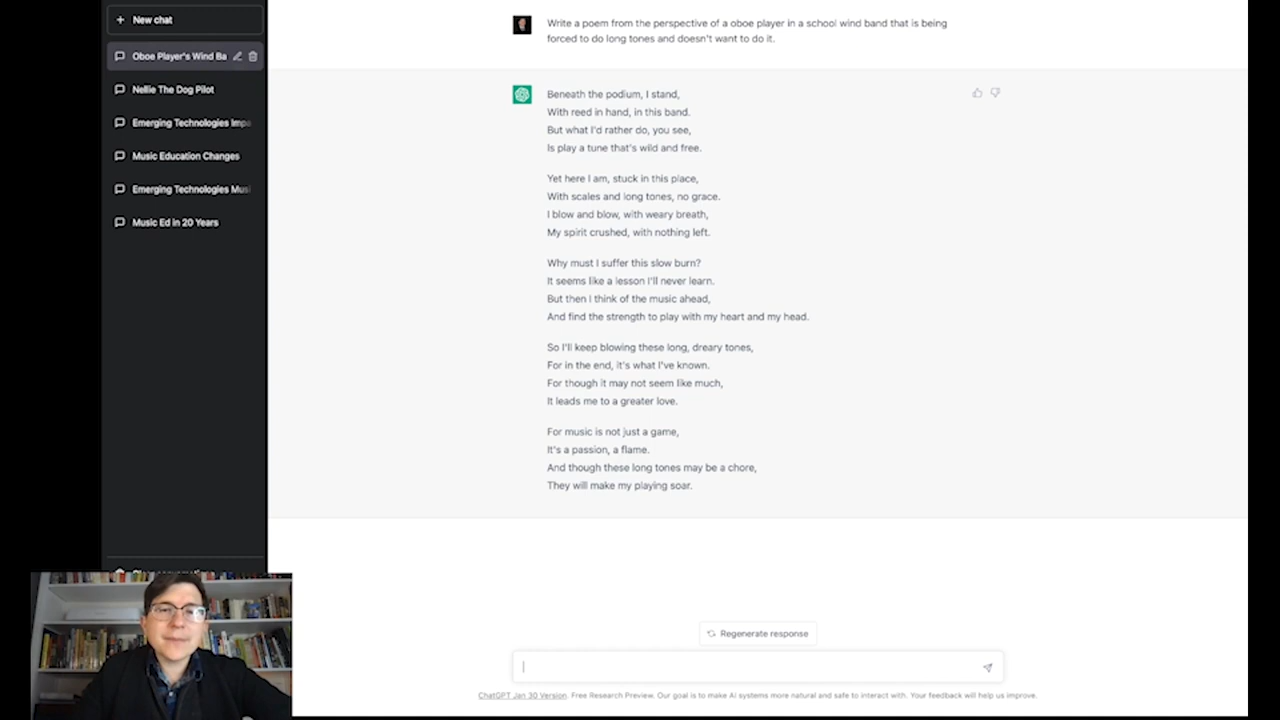 New chat
Oboe Player's Wind Ba
Nellie The Dog Pilot
Emerging Technologies Impa
Music Education Changes
Emerging Technologies Musi
Music Ed in 20 Years
Write a poem from the perspective of a oboe player in a school wind band that is being
forced to do long tones and doesn't want to do it.
Beneath the podium, I stand,
With reed in hand, in this band.
But what I'd rather do, you see,
Is play a tune that's wild and free.
Yet here I am, stuck in this place,
With scales and long tones, no grace.
I blow and blow, with weary breath,
My spirit crushed, with nothing left.
Why must I suffer this slow burn?
It seems like a lesson I'll never learn.
But then I think of the music ahead,
And find the strength to play with my heart and my head.
So I'll keep blowing these long, dreary tones,
For in the end, it's what I've known.
For though it may not seem like much,
It leads me to a greater love.
For music is not just a game,
It's a passion, a flame.
And though these long tones may be a chore,
They will make my playing soar.
Regenerate response
ChatGPT Jan 30 Version. Free Research Preview. Our goal is to make AI systems more natural and safe to interact with. Your feedback will help us improve.